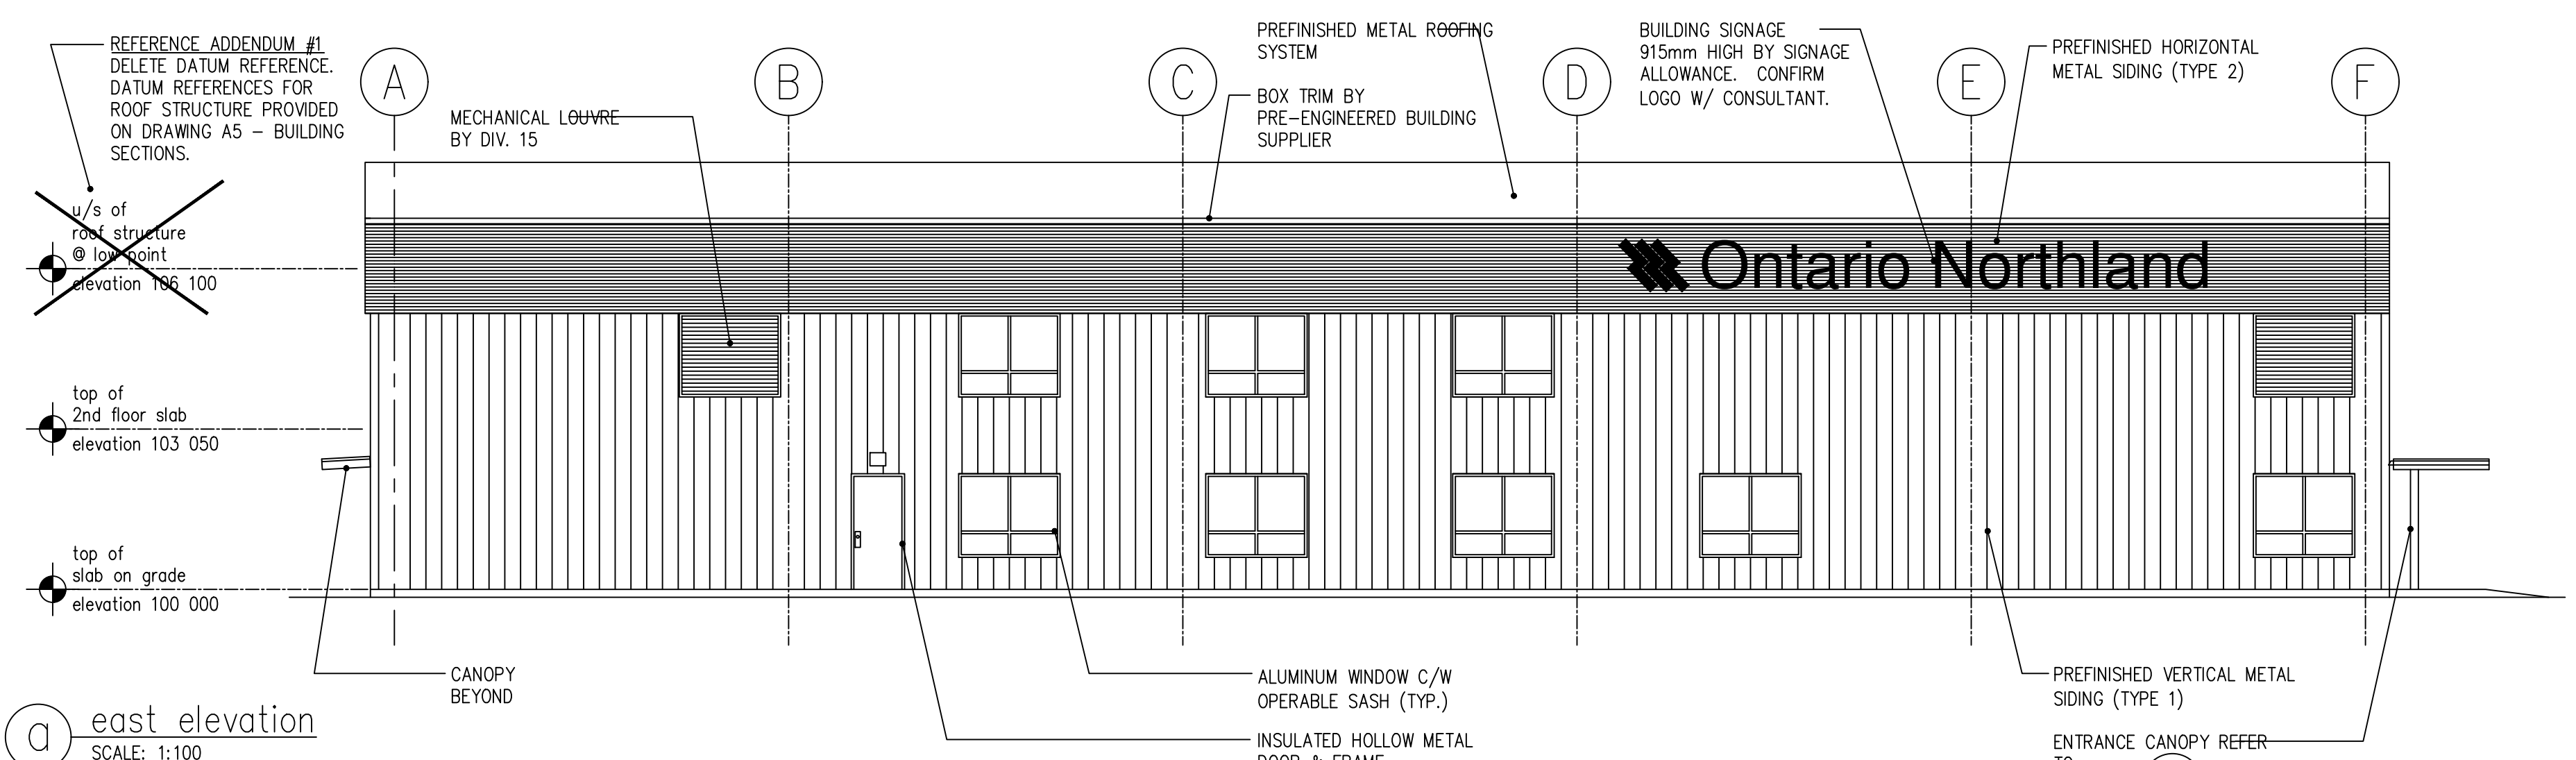 REFERENCE ADDENDUM #1
DELETE DATUM REFERENCE.
DATUM REFERENCES FOR
ROOF STRUCTURE PROVIDED
ON DRAWING A5 – BUILDING
SECTIONS.
A
B
C
D
E
F
MECHANICAL LOUVRE
BY DIV. 15
PREFINISHED METAL ROOFING
SYSTEM
BOX TRIM BY
PRE–ENGINEERED BUILDING
SUPPLIER
BUILDING SIGNAGE
915mm HIGH BY SIGNAGE
ALLOWANCE. CONFIRM
LOGO W/ CONSULTANT.
PREFINISHED HORIZONTAL
METAL SIDING (TYPE 2)
u/s of
roof structure
@ low point
elevation 106 100
Ontario Northland
top of
2nd floor slab
elevation 103 050
top of
slab on grade
elevation 100 000
CANOPY
BEYOND
ALUMINUM WINDOW C/W
OPERABLE SASH (TYP.)
INSULATED HOLLOW METAL
DOOR & FRAME
PREFINISHED VERTICAL METAL
SIDING (TYPE 1)
ENTRANCE CANOPY REFER
TO
a
east elevation
SCALE: 1:100